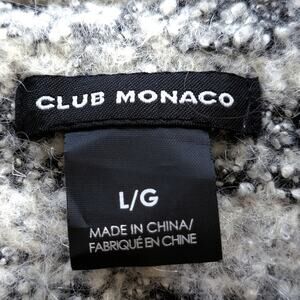 CLUB MONACO
L/G
MADE IN CHINA/
FABRIQUÉ EN CHINE